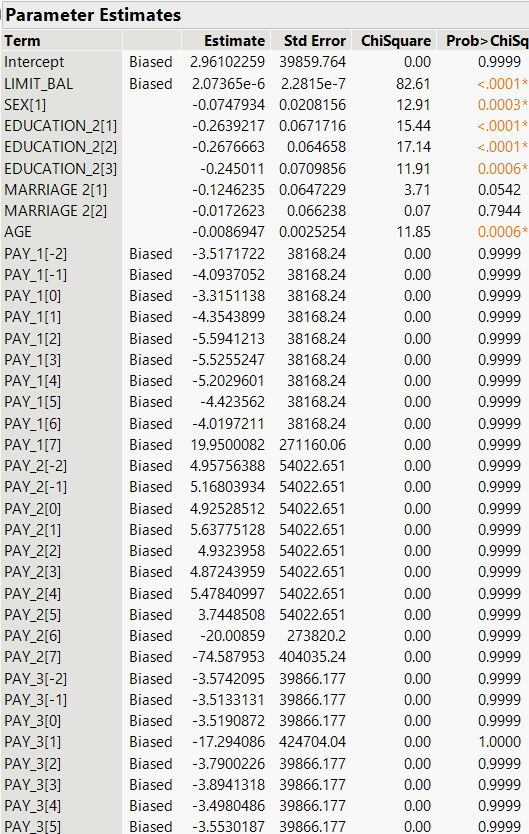 Parameter Estimates
Term Estimate Std Error ChiSquare Prob>ChiSq
Intercept Biased 2.96102259 39859.764 0.00 0.9999
LIMIT_BAL Biased 2.07365e-6 2.2815e-7 82.61 <.0001*
SEX[1] -0.0747934 0.0208156 12.91 0.0003*
EDUCATION_2[1] -0.2639217 0.0671716 15.44 <.0001*
EDUCATION_2[2] -0.2676663 0.064658 17.14 <.0001*
EDUCATION_2[3] -0.245011 0.0709856 11.91 0.0006*
MARRIAGE 2[1] -0.1246235 0.0647229 3.71 0.0542
MARRIAGE 2[2] -0.0172623 0.066238 0.07 0.7944
AGE -0.0086947 0.0025254 11.85 0.0006*
PAY_1[-2] Biased -3.5171722 38168.24 0.00 0.9999
PAY_1[-1] Biased -4.0937052 38168.24 0.00 0.9999
PAY_1[0] Biased -3.3151138 38168.24 0.00 0.9999
PAY_1[1] Biased -4.3543899 38168.24 0.00 0.9999
PAY_1[2] Biased -5.5941213 38168.24 0.00 0.9999
PAY_1[3] Biased -5.5255247 38168.24 0.00 0.9999
PAY_1[4] Biased -5.2029601 38168.24 0.00 0.9999
PAY_1[5] Biased -4.423562 38168.24 0.00 0.9999
PAY_1[6] Biased -4.0197211 38168.24 0.00 0.9999
PAY_1[7] Biased 19.9500082 271160.06 0.00 0.9999
PAY_2[-2] Biased 4.95756388 54022.651 0.00 0.9999
PAY_2[-1] Biased 5.16803934 54022.651 0.00 0.9999
PAY_2[0] Biased 4.92528512 54022.651 0.00 0.9999
PAY_2[1] Biased 5.63775128 54022.651 0.00 0.9999
PAY_2[2] Biased 4.9323958 54022.651 0.00 0.9999
PAY_2[3] Biased 4.87243959 54022.651 0.00 0.9999
PAY_2[4] Biased 5.47840997 54022.651 0.00 0.9999
PAY_2[5] Biased 3.7448508 54022.651 0.00 0.9999
PAY_2[6] Biased -20.00859 273820.2 0.00 0.9999
PAY_2[7] Biased -74.587953 404035.24 0.00 0.9999
PAY_3[-2] Biased -3.5742095 39866.177 0.00 0.9999
PAY_3[-1] Biased -3.5133131 39866.177 0.00 0.9999
PAY_3[0] Biased -3.5190872 39866.177 0.00 0.9999
PAY_3[1] Biased -17.294086 424704.04 0.00 1.0000
PAY_3[2] Biased -3.7900226 39866.177 0.00 0.9999
PAY_3[3] Biased -3.8941318 39866.177 0.00 0.9999
PAY_3[4] Biased -3.4980486 39866.177 0.00 0.9999
PAY_3[5] Biased -3.5530187 39866.177 0.00 0.9999